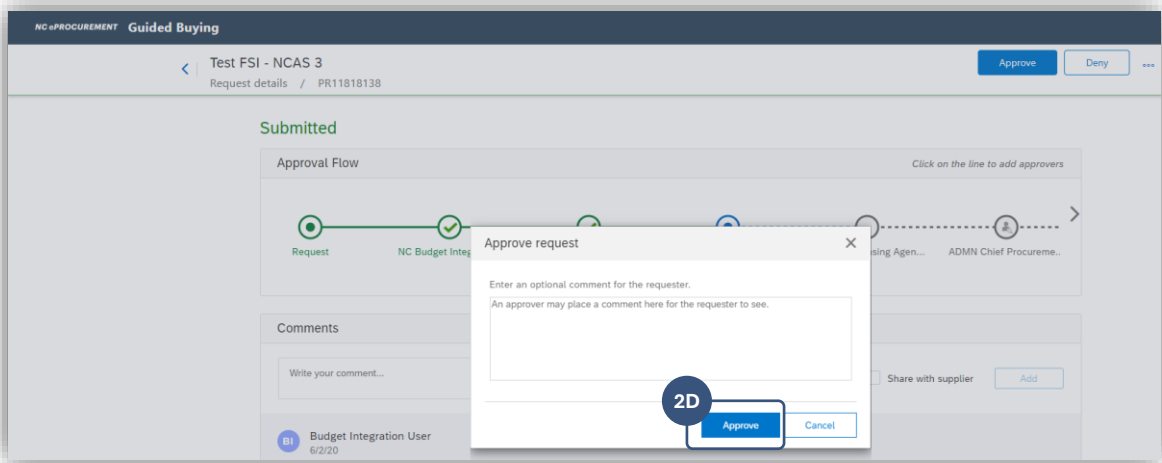 NC ePROCUREMENT Guided Buying
Test FSI - NCAS 3
Request details / PR11818138
Approve
Deny
Submitted
Approval Flow
Click on the line to add approvers
Request
NC Budget Integ
sing Agen...
ADMN Chief Procureme..
Approve request
Enter an optional comment for the requester.
An approver may place a comment here for the requester to see.
Comments
Write your comment...
Share with supplier
Add
2D
Approve
Cancel
BI
Budget Integration User
6/2/20